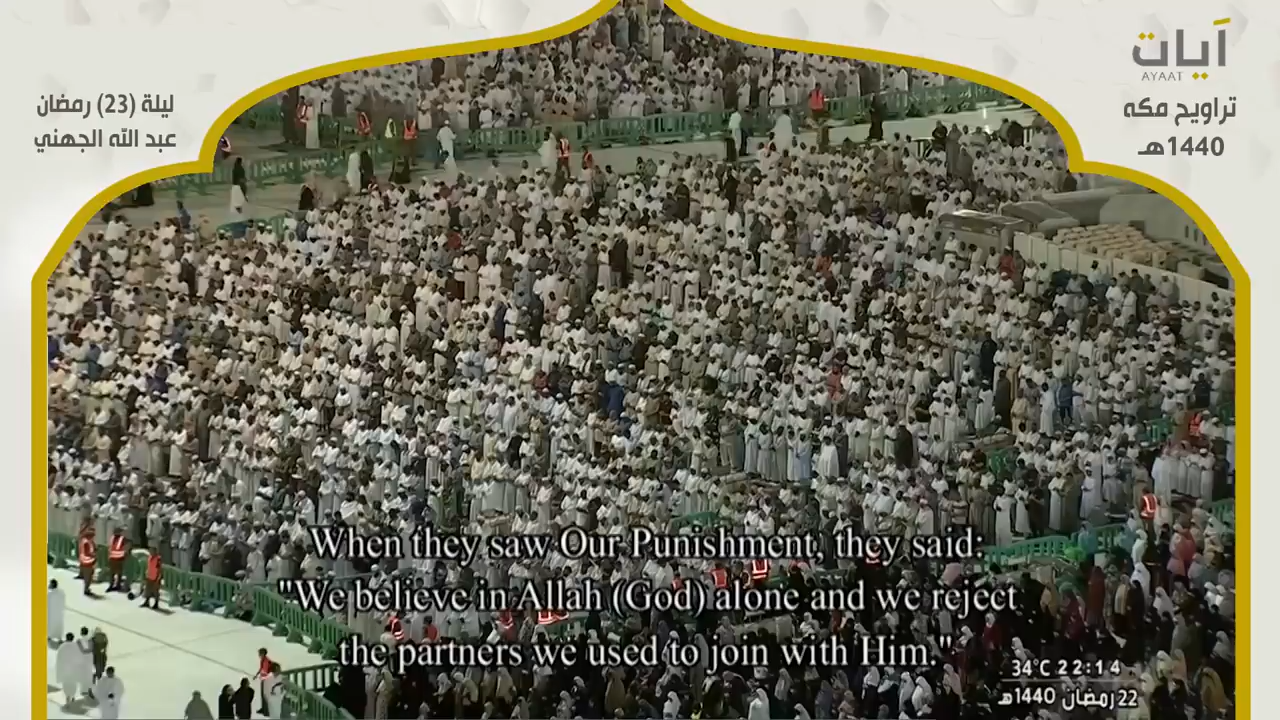 آيات
AYAAT
تراويح مكه
1440هـ
ليلة (23) رمضان
عبد الله الجهني
When they saw Our Punishment, they said:
"We believe in Allah (God) alone and we reject
the partners we used to join with Him."
34°C 22:14
22 رمضان 1440هـ